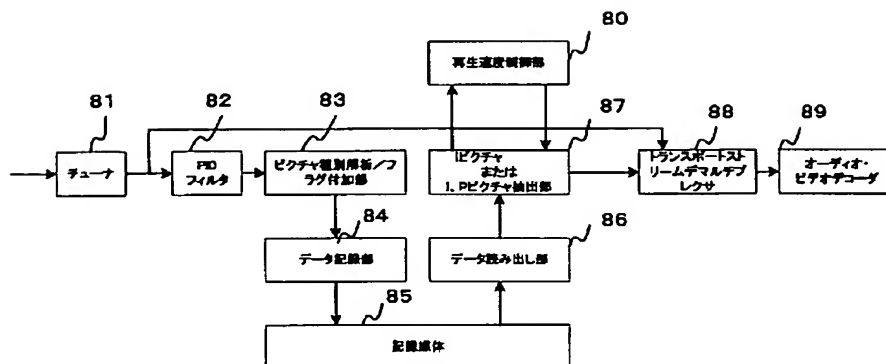 80
再生速度制御部
81
82
83
87
88
89
チューナ
PID
フィルタ
ピクチャ種別解析/フ
ラグ付加部
Iピクチャ
または
I、Pピクチャ抽出部
トランスポートスト
リームデマルチプ
レクサ
オーディオ・
ビデオデコーダ
84
86
データ記録部
データ読み出し部
85
記録媒体